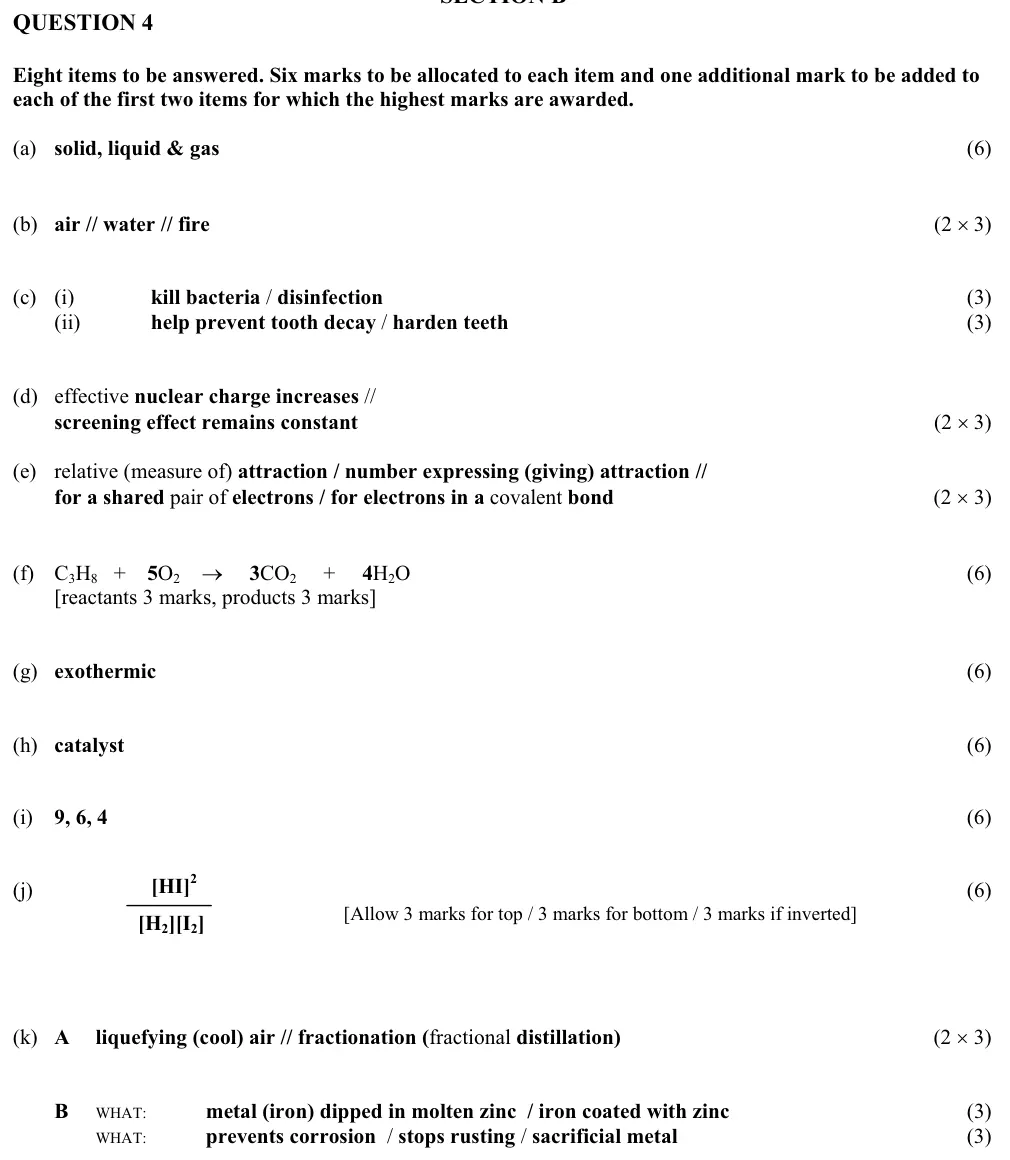 SECTION B
QUESTION 4
Eight items to be answered. Six marks to be allocated to each item and one additional mark to be added to
each of the first two items for which the highest marks are awarded.
(a) solid, liquid & gas (6)
(b) air // water // fire (2 × 3)
(c) (i) kill bacteria / disinfection (3)
(ii) help prevent tooth decay / harden teeth (3)
(d) effective nuclear charge increases //
screening effect remains constant (2 × 3)
(e) relative (measure of) attraction / number expressing (giving) attraction //
for a shared pair of electrons / for electrons in a covalent bond (2 × 3)
(f) C₃H₈ + 5O₂ → 3CO₂ + 4H₂O (6)
[reactants 3 marks, products 3 marks]
(g) exothermic (6)
(h) catalyst (6)
(i) 9, 6, 4 (6)
(j) [HI]² (6)
[Allow 3 marks for top / 3 marks for bottom / 3 marks if inverted]
[H₂][I₂]
(k) A liquefying (cool) air // fractionation (fractional distillation) (2 × 3)
B WHAT: metal (iron) dipped in molten zinc / iron coated with zinc (3)
WHAT: prevents corrosion / stops rusting / sacrificial metal (3)